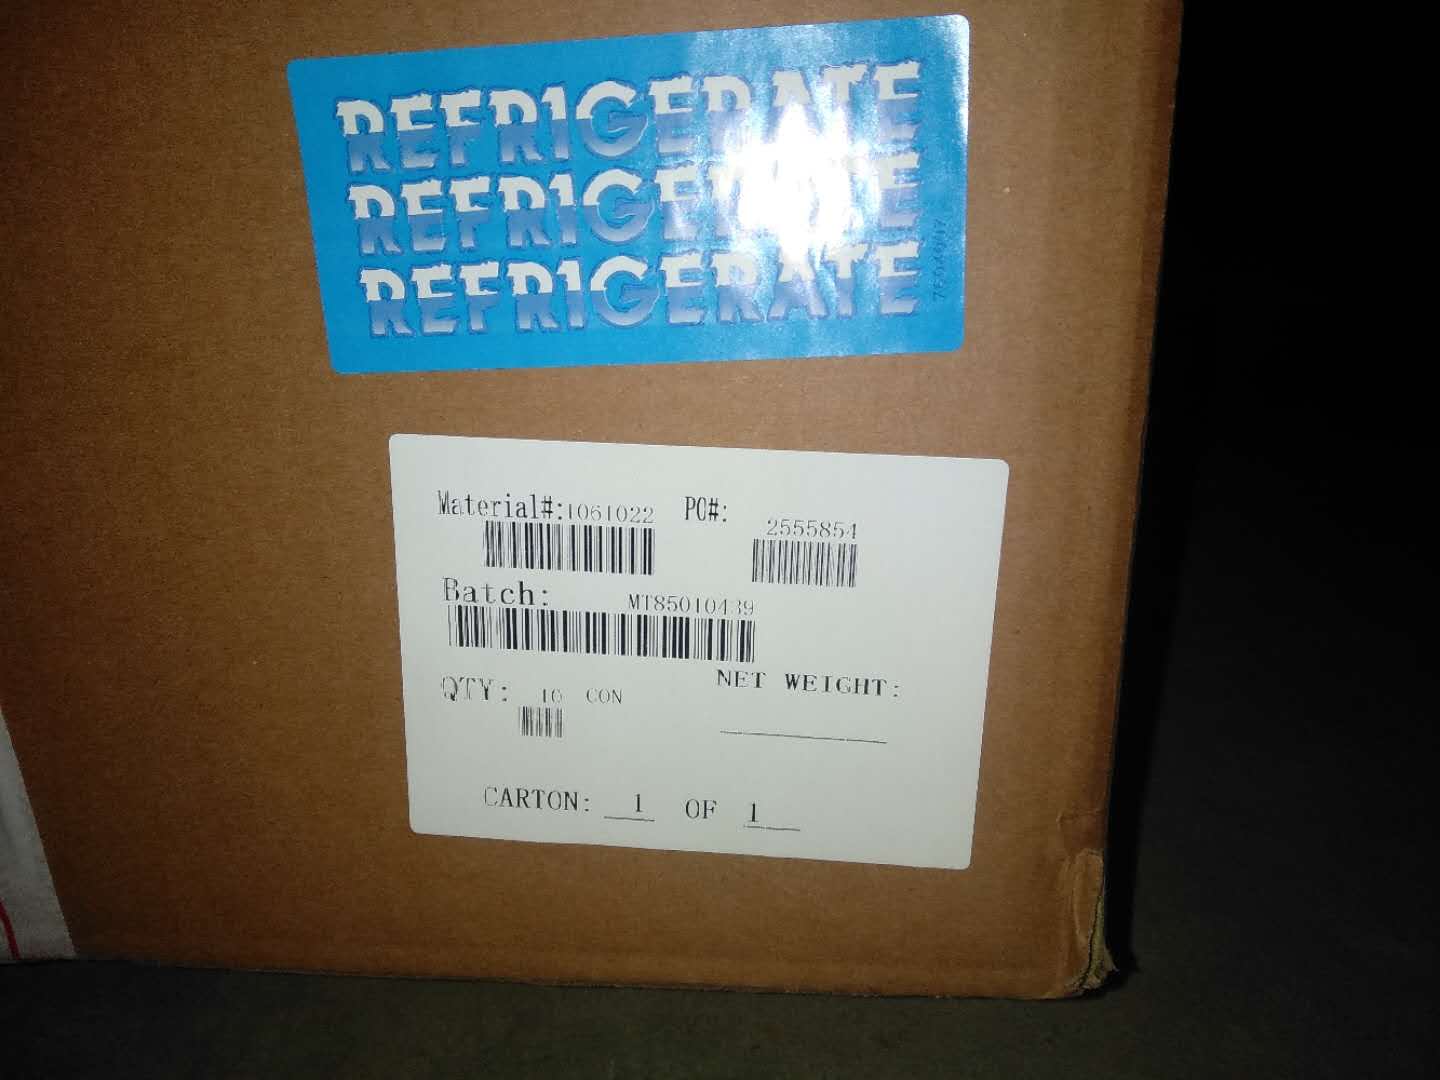 REFRIGERATE
REFRIGERATE
REFRIGERATE
Material#:1061022 PO#:
2555854
Batch: MT85010439
QTY: 10 CON
NET WEIGHT:
CARTON: 1 OF 1